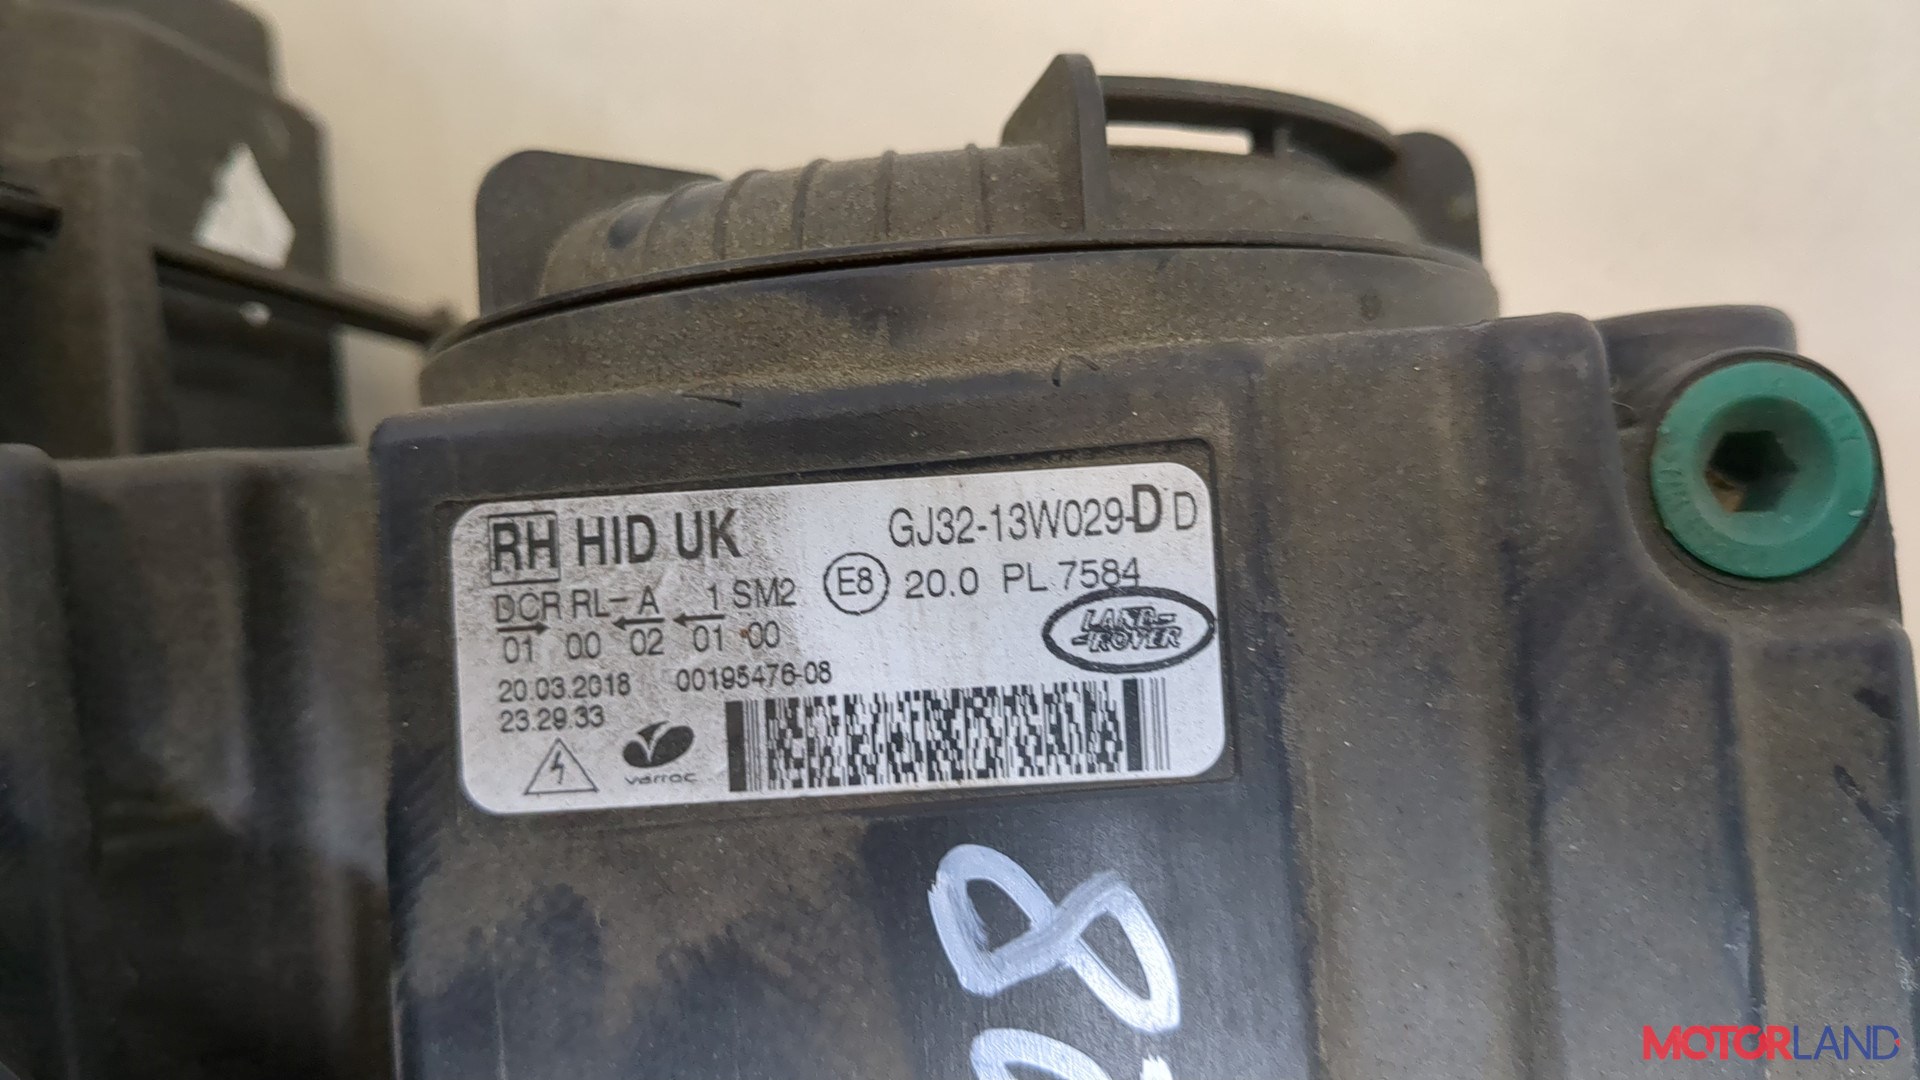 RH HID UK GJ32-13W029-D D
DCR RL-A 1 SM2 E8 20.0 PL 7584
01 00 02 01 00 LAND-
-ROVER
20.03.2018 00195476-08
23.29.33
varroc
8
MOTORLAND